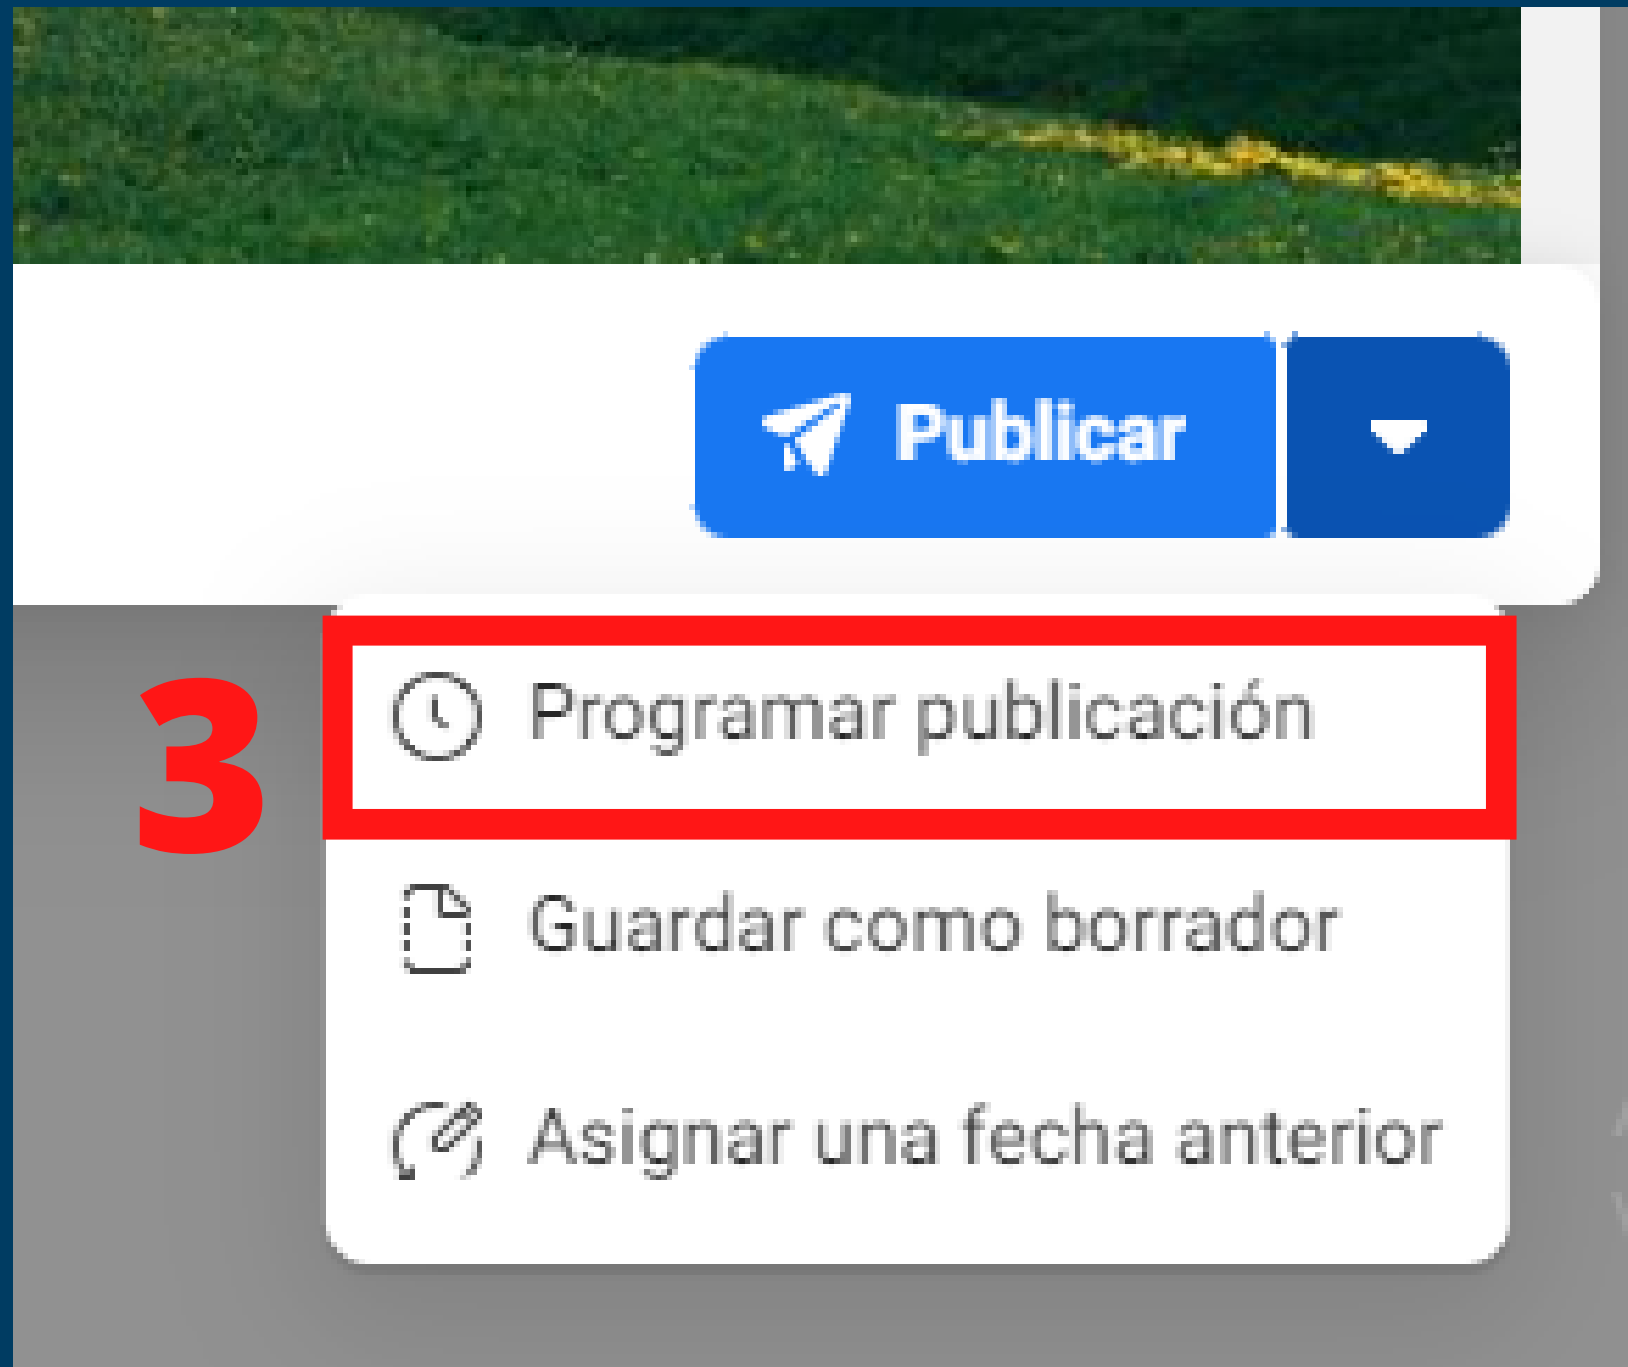 Publicar
3
Programar publicación
Guardar como borrador
Asignar una fecha anterior